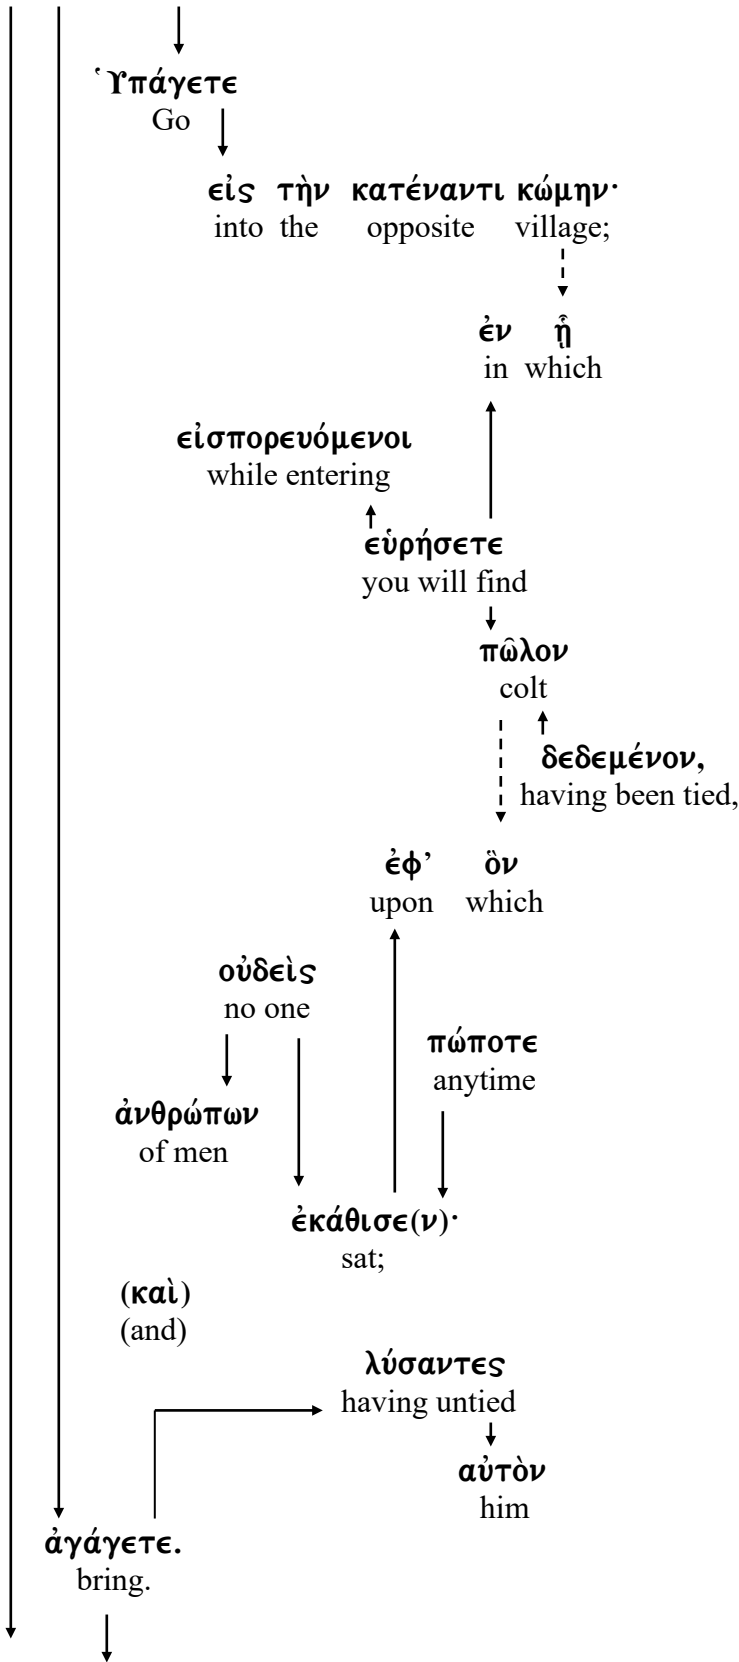 Ὑπάγετε
Go
εἰς τὴν κατέναντι κώμην·
into the opposite village;
ἐν ᾗ
in which
εἰσπορευόμενοι
while entering
εὑρήσετε
you will find
πῶλον
colt
δεδεμένον,
having been tied,
ἐφ’ ὃν
upon which
οὐδεὶς
no one
πώποτε
anytime
ἀνθρώπων
of men
ἐκάθισε(ν)·
sat;
(καὶ)
(and)
λύσαντες
having untied
αὐτὸν
him
ἀγάγετε.
bring.